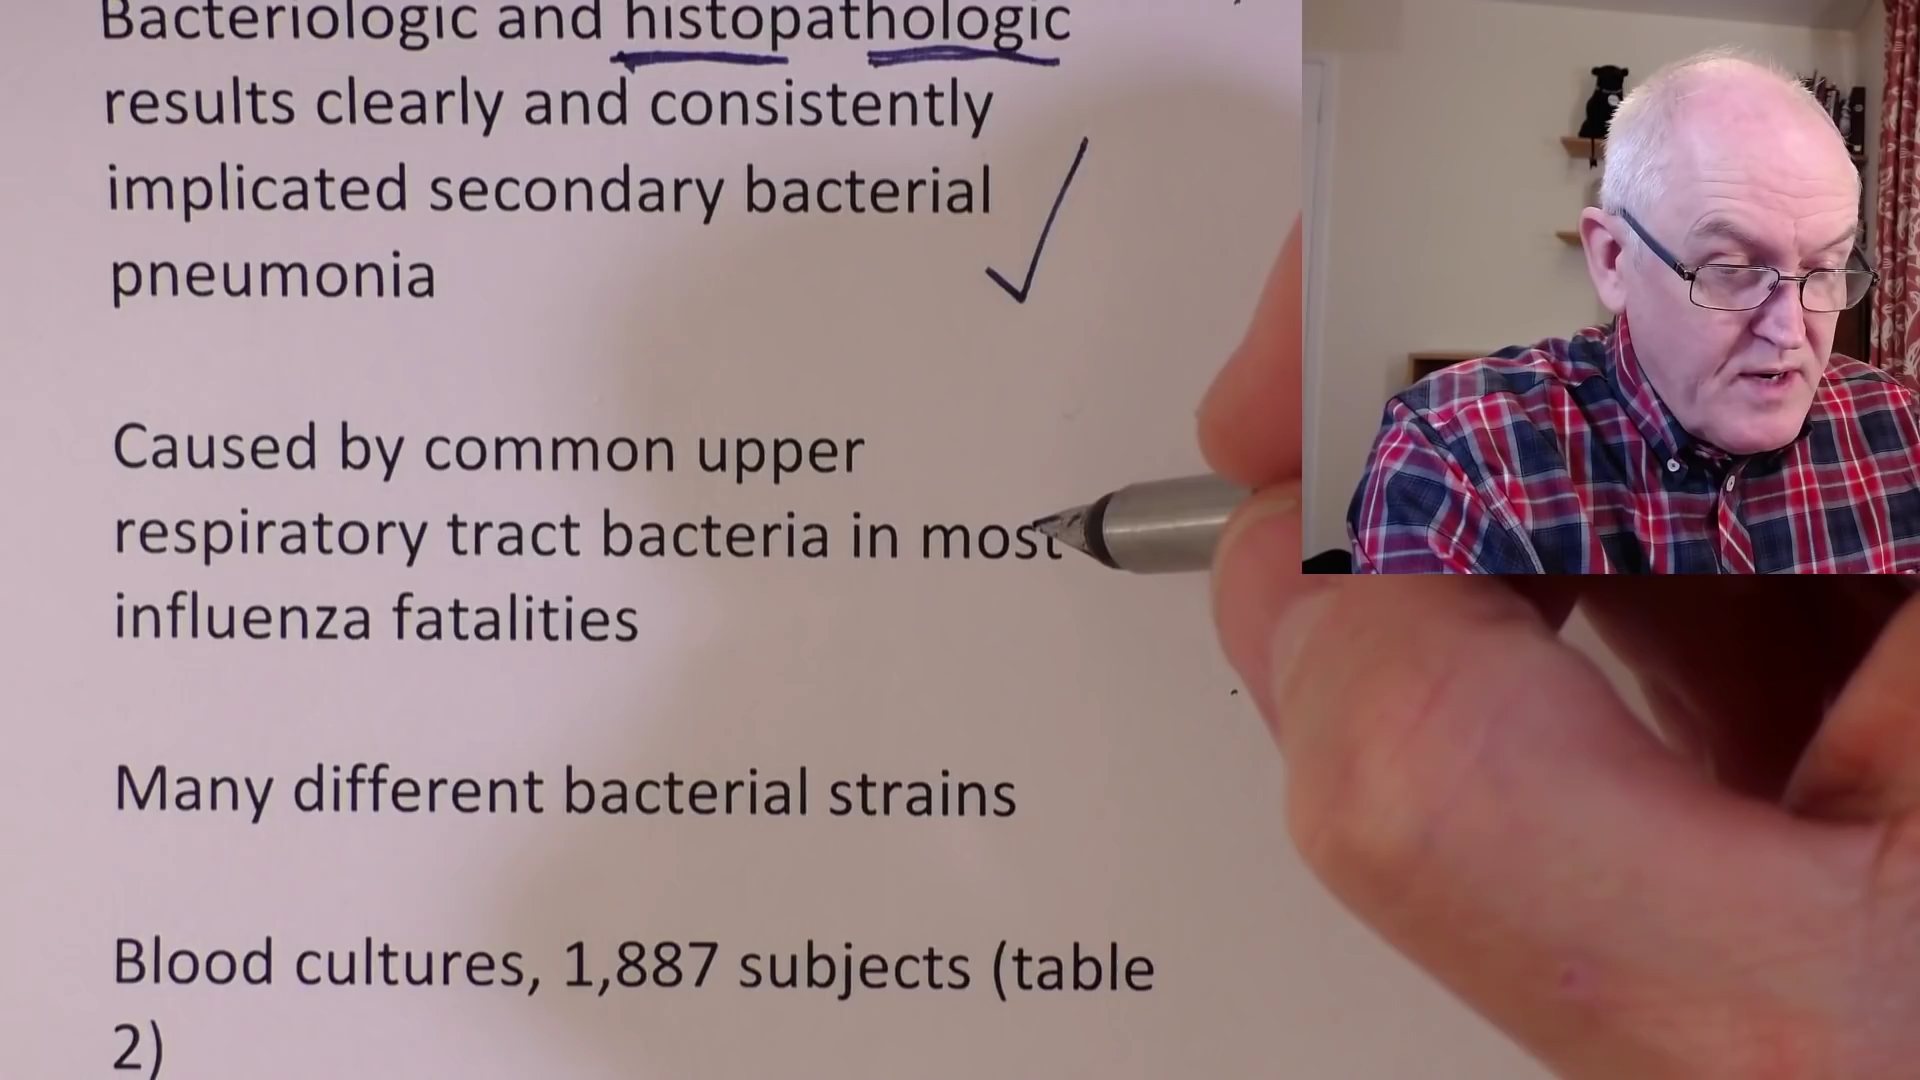 Bacteriologic and histopathologic
results clearly and consistently
implicated secondary bacterial
pneumonia
Caused by common upper
respiratory tract bacteria in most
influenza fatalities
Many different bacterial strains
Blood cultures, 1,887 subjects (table
2)